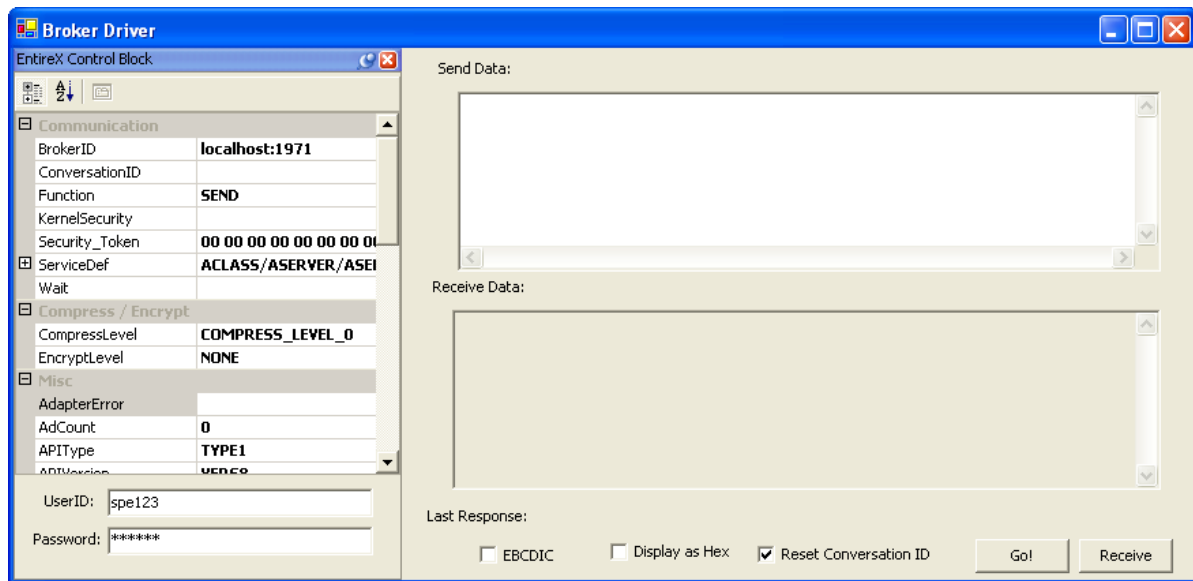 Broker Driver
EntireX Control Block
Communication
BrokerID localhost:1971
ConversationID
Function SEND
KernelSecurity
Security_Token 00 00 00 00 00 00 00 00
ServiceDef ACLASS/ASERVER/ASE
Wait
Compress / Encrypt
CompressLevel COMPRESS_LEVEL_0
EncryptLevel NONE
Misc
AdapterError
AdCount 0
APIType TYPE1
UserID: spe123
Password: ******
Send Data:
Receive Data:
Last Response:
EBCDIC
Display as Hex
Reset Conversation ID
Go!
Receive